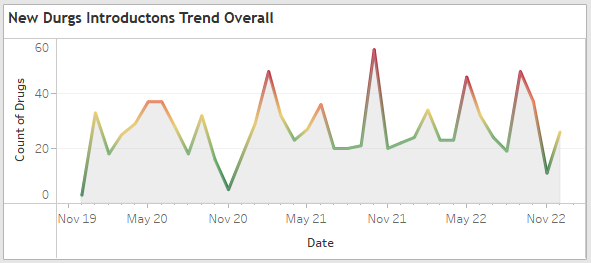 New Durgs Introductons Trend Overall
60
40
20
0
Count of Drugs
Nov 19 May 20 Nov 20 May 21 Nov 21 May 22 Nov 22
Date